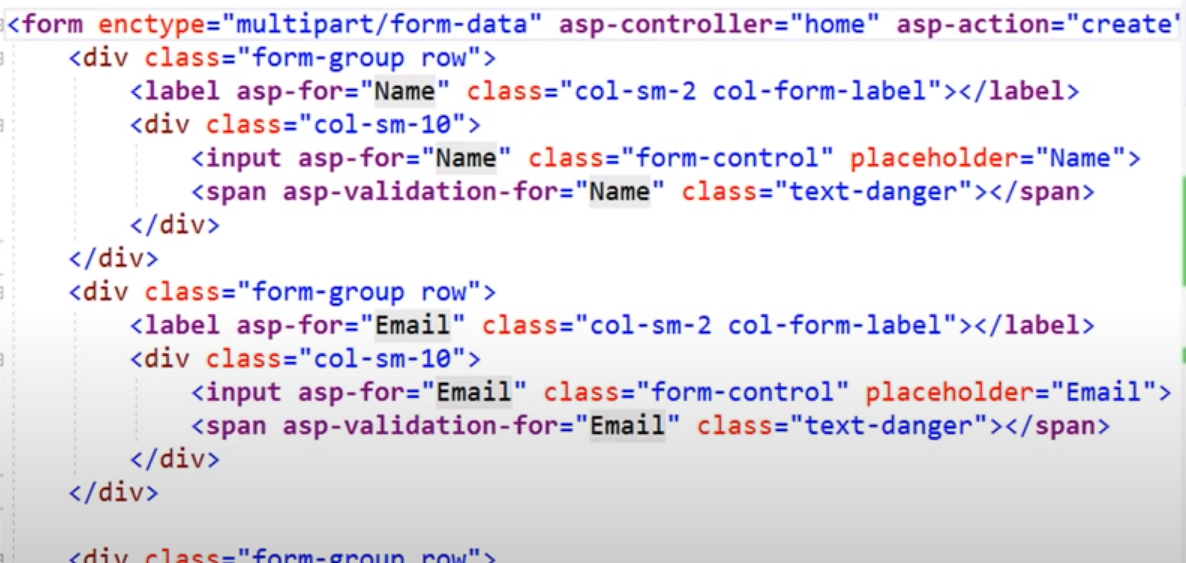 <form enctype="multipart/form-data" asp-controller="home" asp-action="create"
<div class="form-group row">
<label asp-for="Name" class="col-sm-2 col-form-label"></label>
<div class="col-sm-10">
<input asp-for="Name" class="form-control" placeholder="Name">
<span asp-validation-for="Name" class="text-danger"></span>
</div>
</div>
<div class="form-group row">
<label asp-for="Email" class="col-sm-2 col-form-label"></label>
<div class="col-sm-10">
<input asp-for="Email" class="form-control" placeholder="Email">
<span asp-validation-for="Email" class="text-danger"></span>
</div>
</div>
<div class="form-group row">